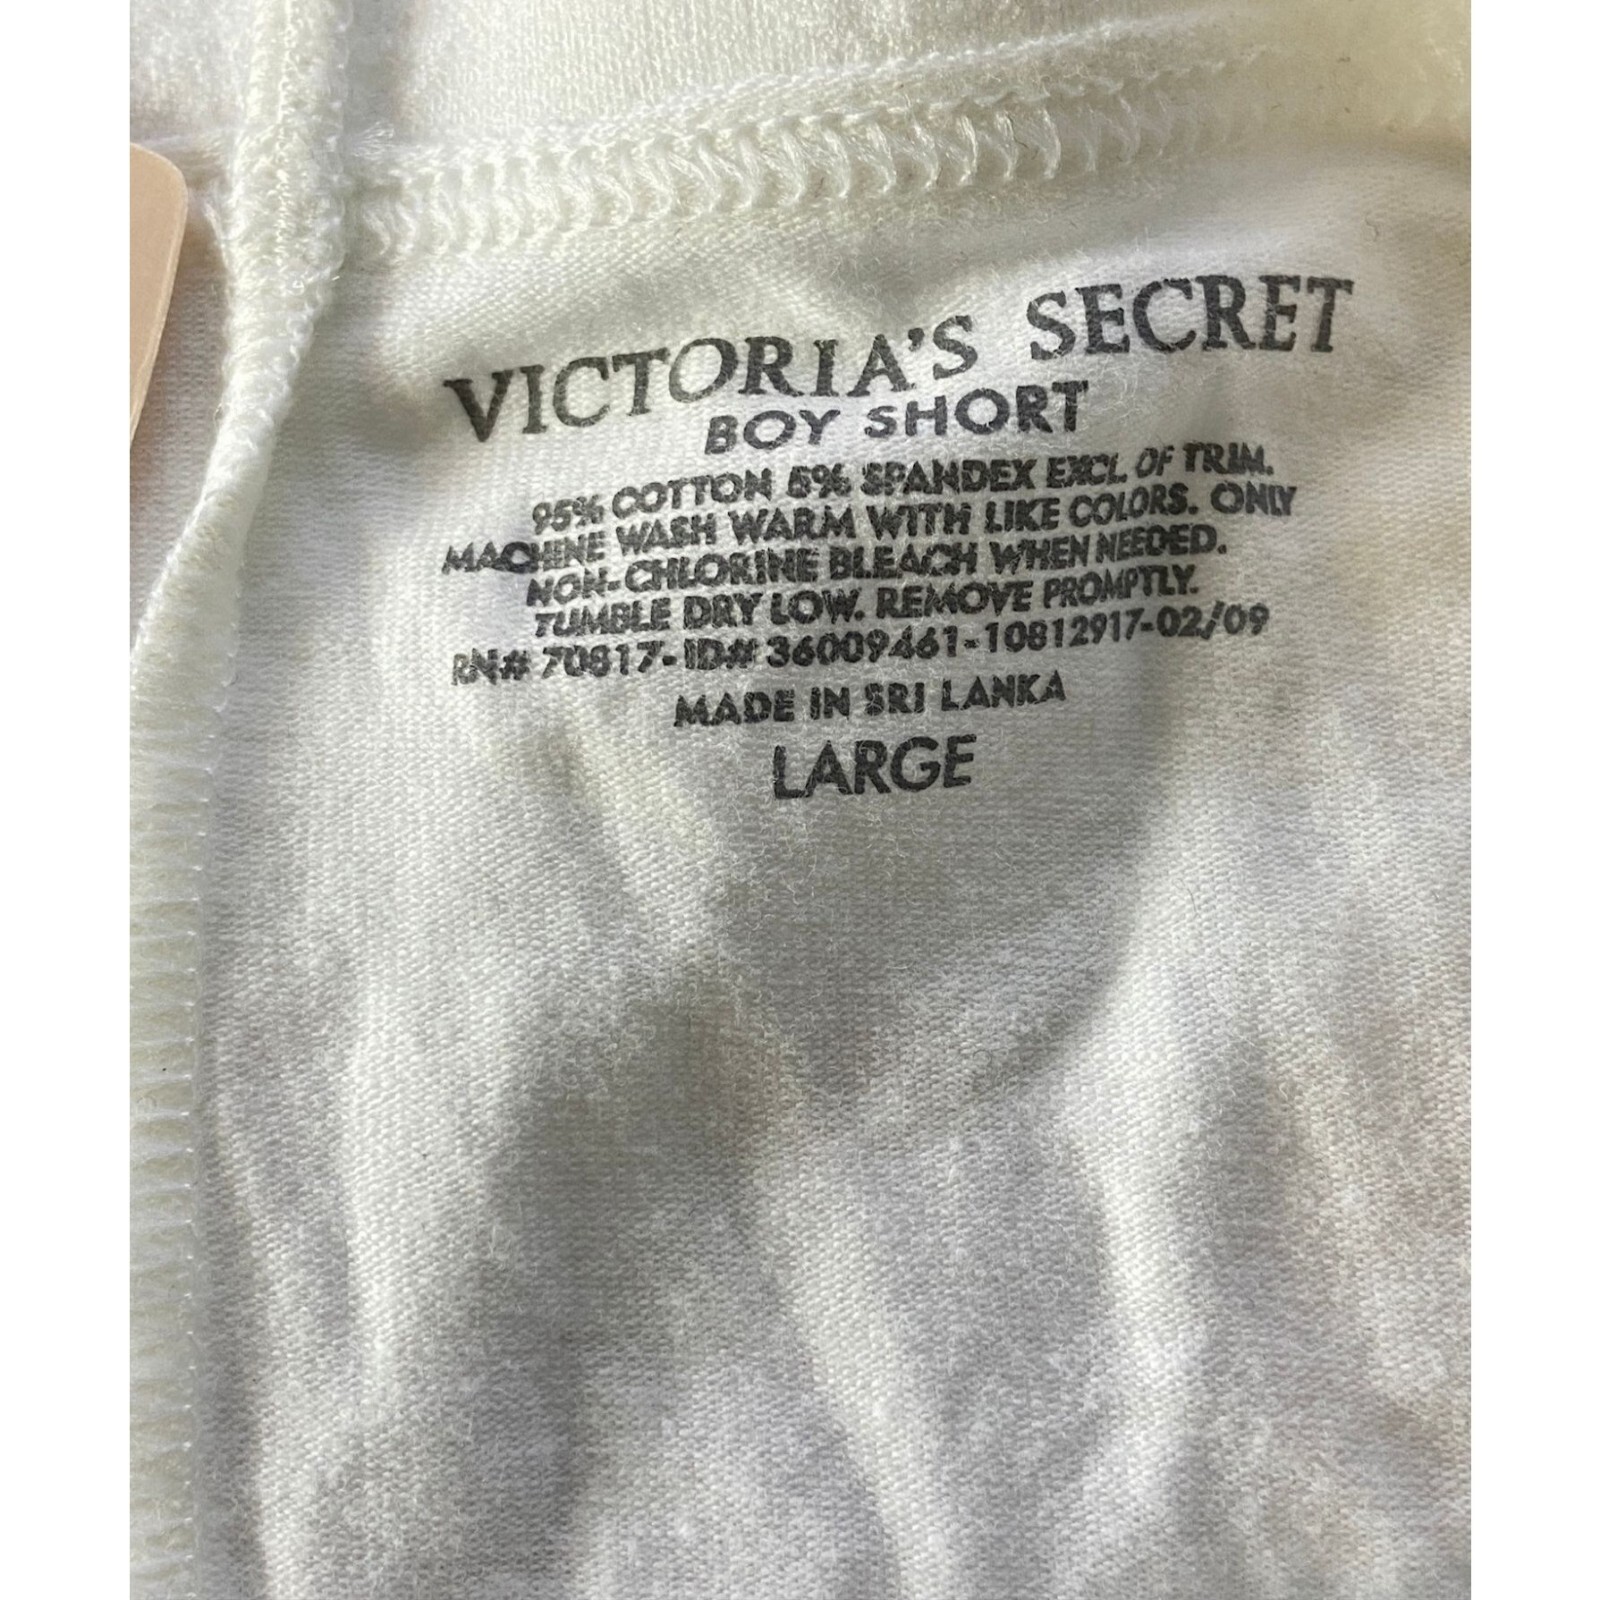 VICTORIA'S SECRET
BOY SHORT
95% COTTON 5% SPANDEX EXCL OF TRIM.
MACHINE WASH WARM WITH LIKE COLORS. ONLY
NON-CHLORINE BLEACH WHEN NEEDED.
TUMBLE DRY LOW. REMOVE PROMPTLY.
RN# 70817-ID# 36009461-10812917-02/09
MADE IN SRI LANKA
LARGE